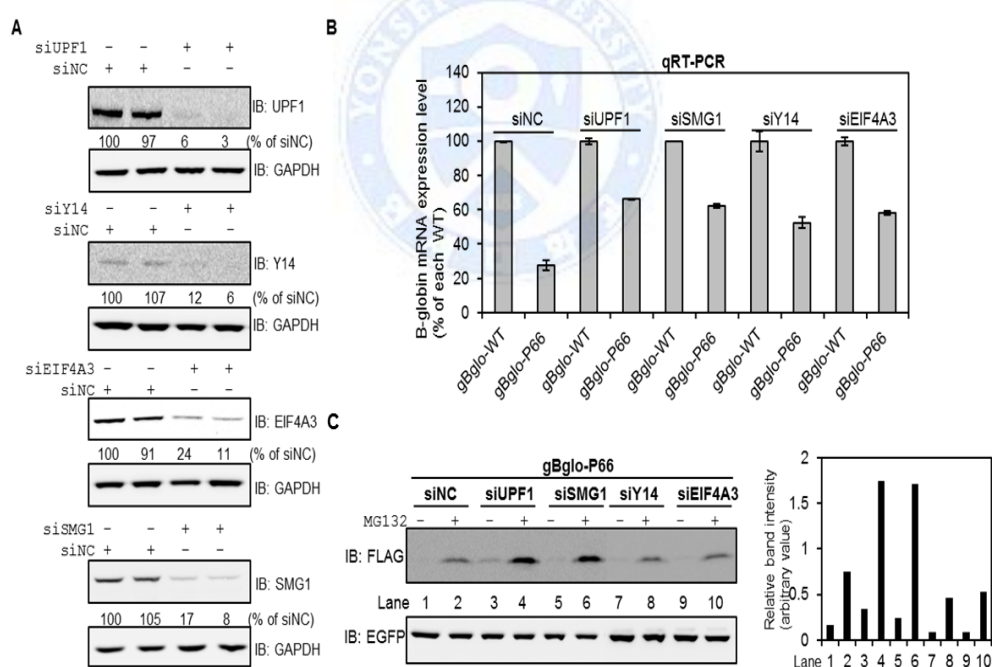 A
siUPF1 – – + +
siNC + + – –
IB: UPF1
100 97 6 3 (% of siNC)
IB: GAPDH
siY14 – – + +
siNC + + – –
IB: Y14
100 107 12 6 (% of siNC)
IB: GAPDH
siEIF4A3 – – + +
siNC + + – –
IB: EIF4A3
100 91 24 11 (% of siNC)
IB: GAPDH
siSMG1 – – + +
siNC + + – –
IB: SMG1
100 105 17 8 (% of siNC)
IB: GAPDH
B
YONSEI UNIVERSITY
qRT-PCR
B-globin mRNA expression level
(% of each WT)
140
120
100
80
60
40
20
0
siNC siUPF1 siSMG1 siY14 siEIF4A3
gBglo-WT gBglo-P66 gBglo-WT gBglo-P66 gBglo-WT gBglo-P66 gBglo-WT gBglo-P66 gBglo-WT gBglo-P66
C
gBglo-P66
siNC siUPF1 siSMG1 siY14 siEIF4A3
MG132 – + – + – + – + – +
IB: FLAG
Lane 1 2 3 4 5 6 7 8 9 10
IB: EGFP
Relative band intensity
(arbitrary value)
2
1.5
1
0.5
0
Lane 1 2 3 4 5 6 7 8 9 10